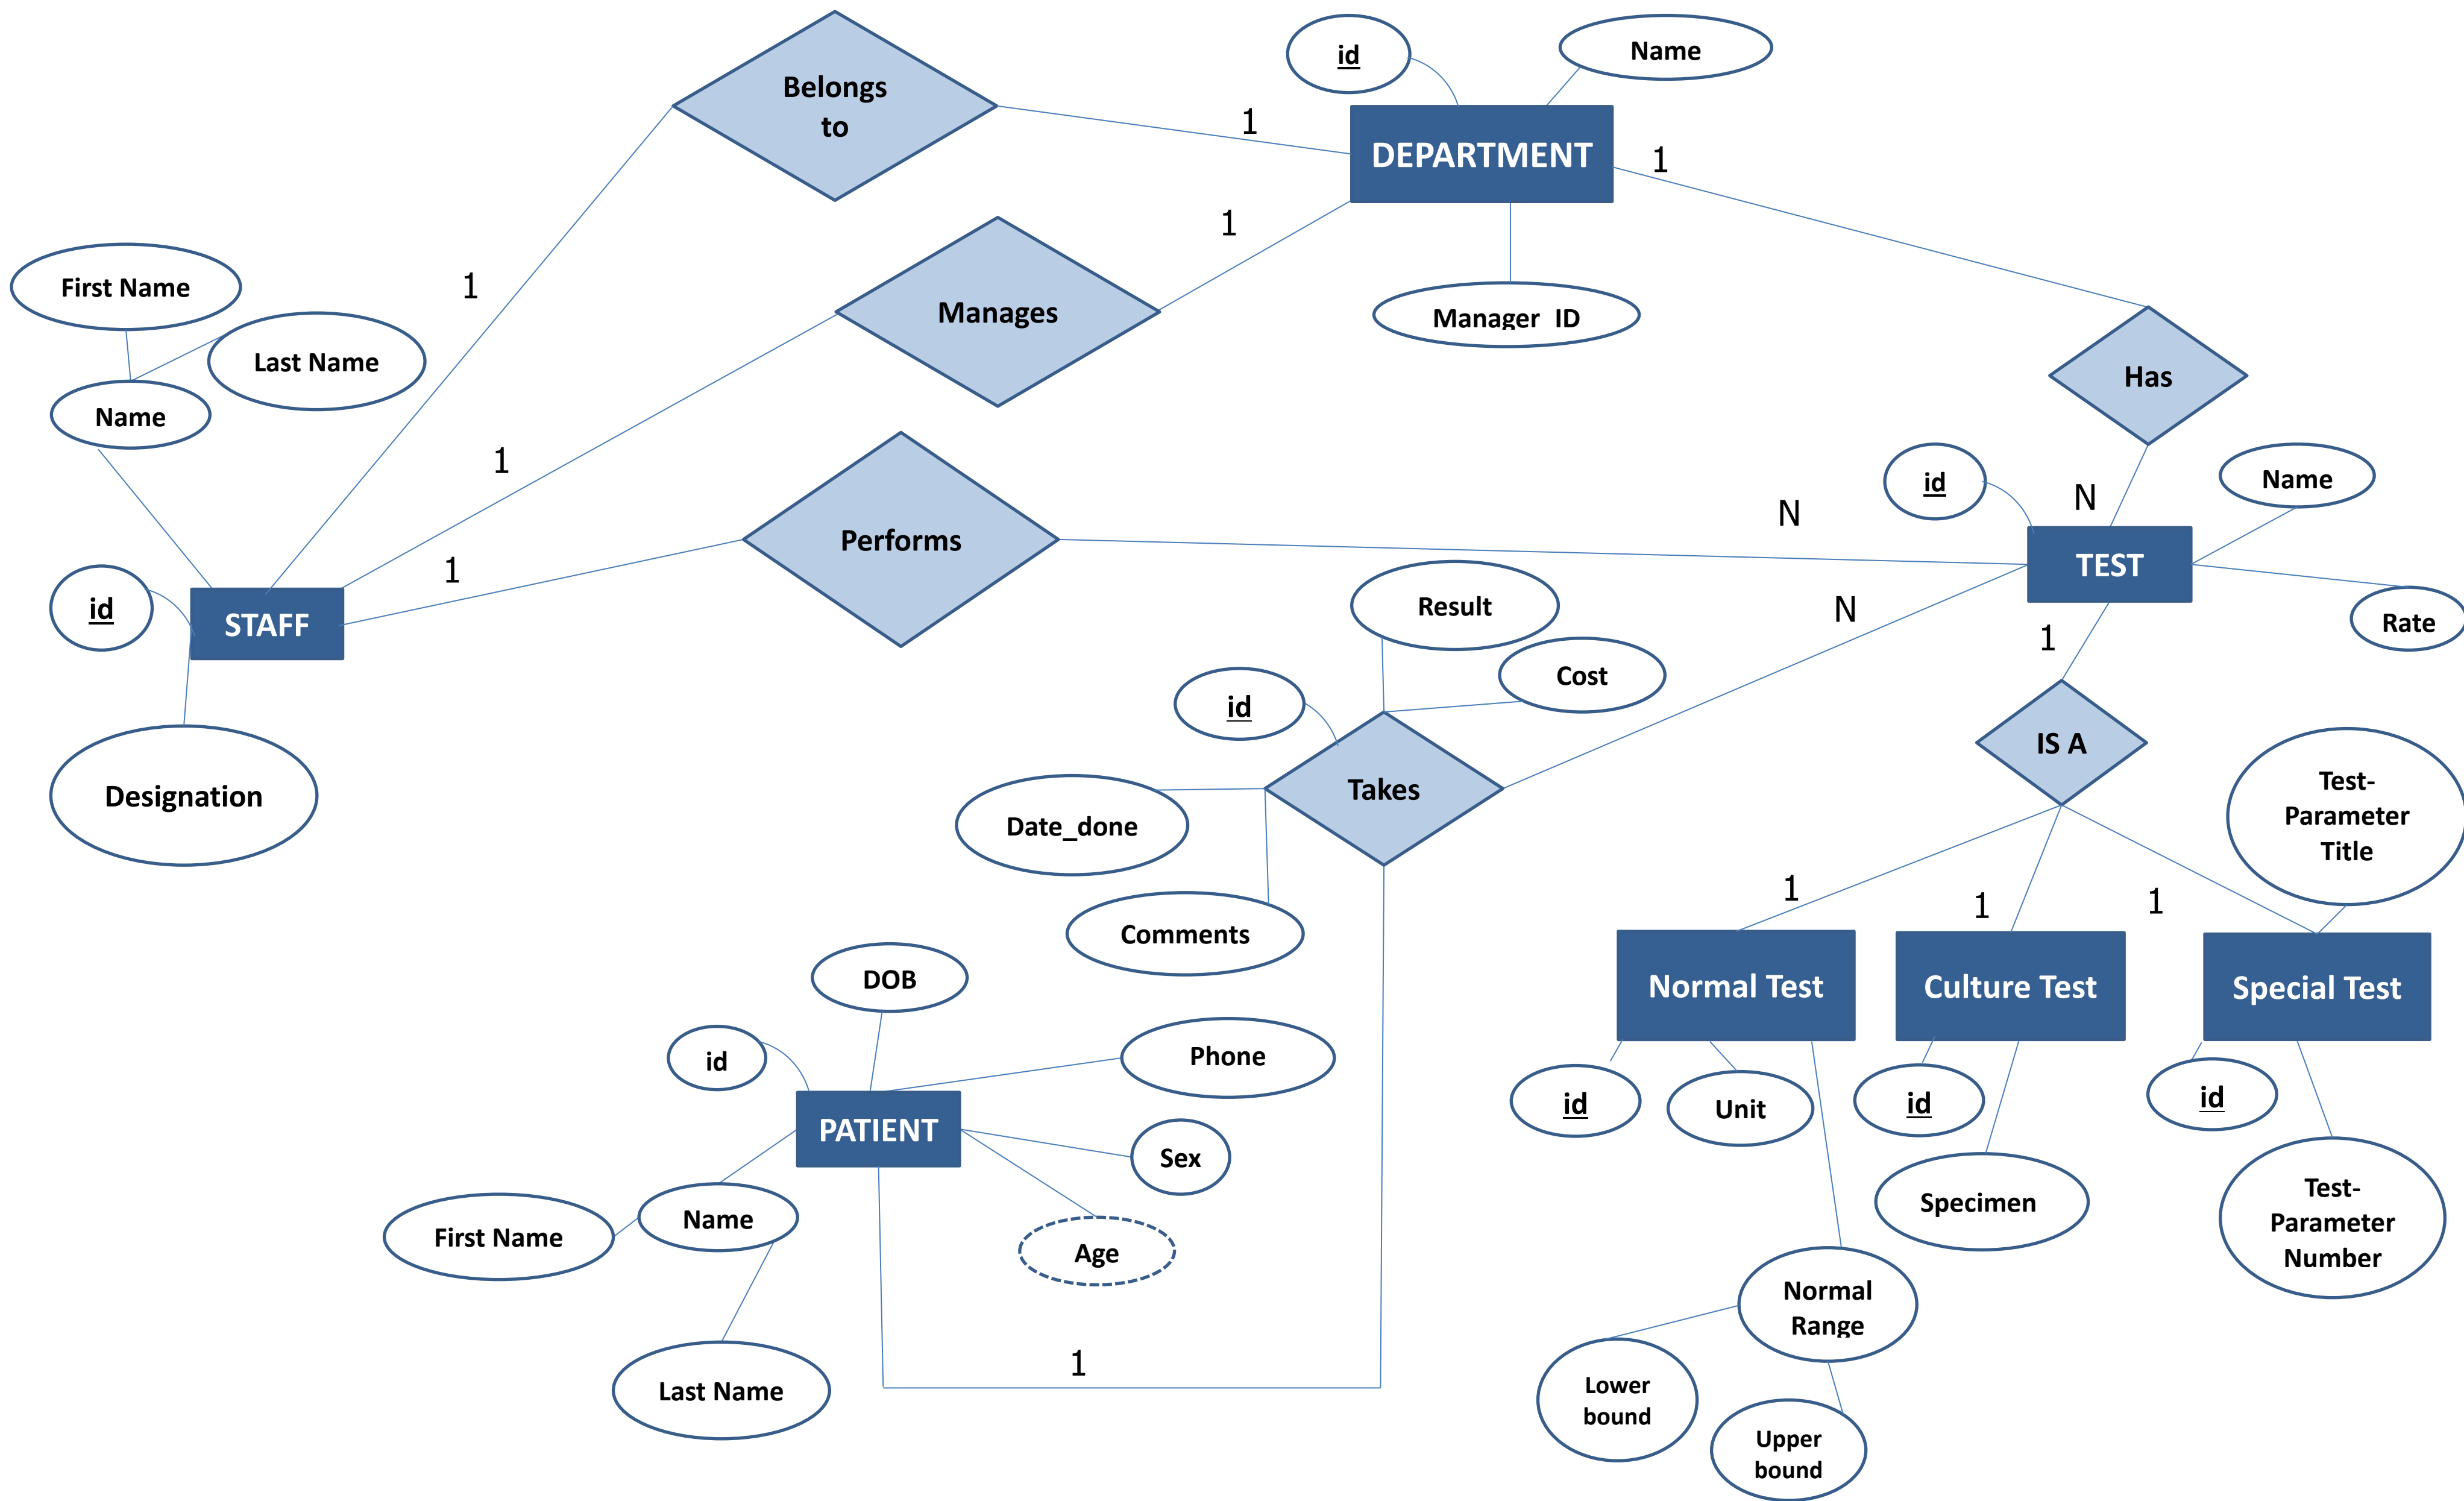 id
Name
Belongs
to
DEPARTMENT
1
1
1
1
First Name
Last Name
Name
Manages
Manager_ID
Has
1
Performs
1
N
N
id
Name
TEST
Rate
id
STAFF
Designation
Result
Cost
id
N
1
Takes
Date_done
Comments
IS A
Test-
Parameter
Title
1
1
1
Normal Test
Culture Test
Special Test
DOB
id
Phone
PATIENT
Sex
Name
First Name
Age
Last Name
1
id
Unit
id
Specimen
id
Test-
Parameter
Number
Normal
Range
Lower
bound
Upper
bound